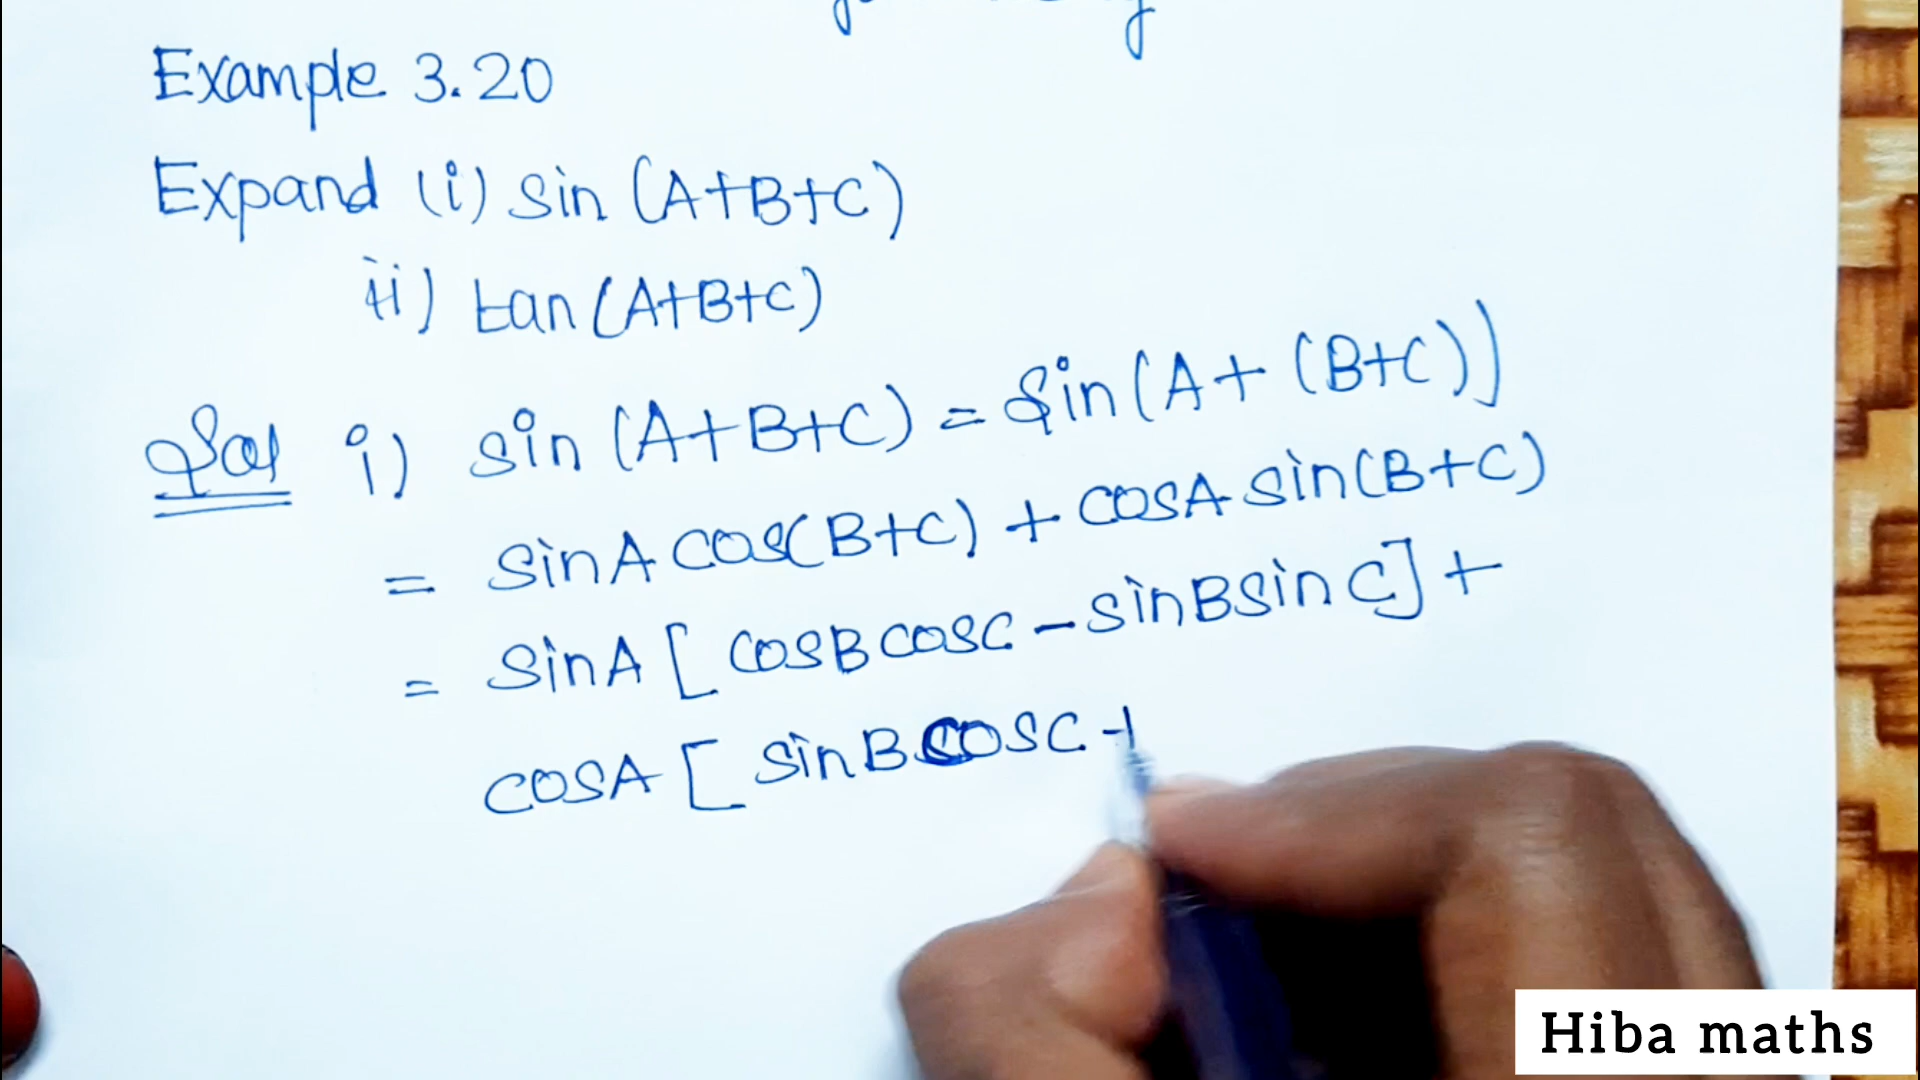 Example 3.20
Expand (i) sin (A+B+C)
ii) tan (A+B+C)
Sol i) sin (A+B+C) = sin (A + (B+C))
= sinA cos(B+C) + cosA sin(B+C)
= sinA [ cosB cosC - sinB sinC ] +
cosA [ sinB cosC +
Hiba maths